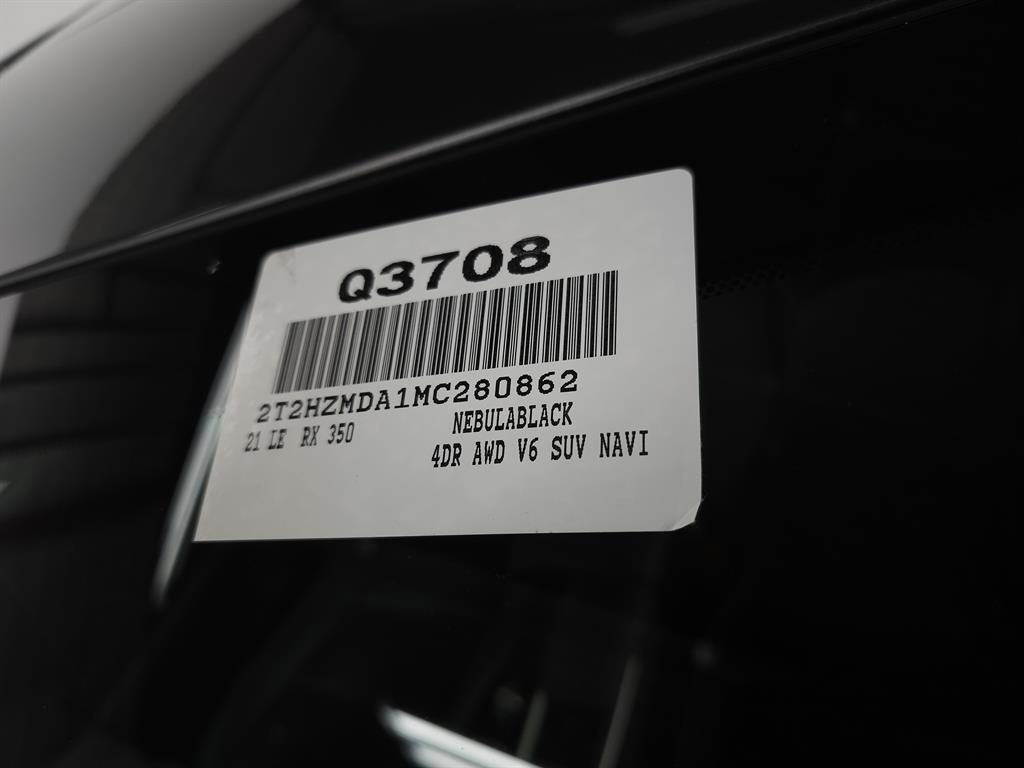 Q3708
2T2HZMDA1MC280862
NEBULABLACK
21 LE RX 350
4DR AWD V6 SUV NAVI